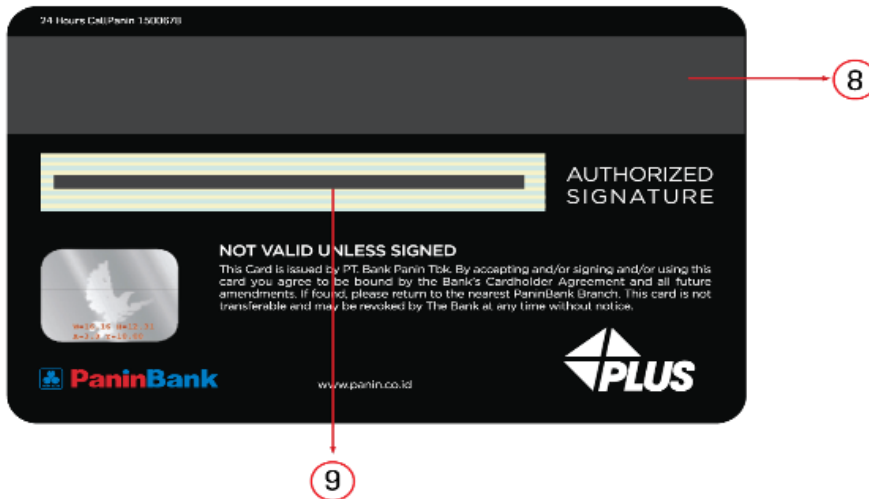 24 Hours CallPanin 1500678
8
AUTHORIZED
SIGNATURE
NOT VALID UNLESS SIGNED
This Card is issued by PT. Bank Panin Tbk. By accepting and/or signing and/or using this
card you agree to be bound by the Bank's Cardholder Agreement and all future
amendments. If found, please return to the nearest PaninBank Branch. This card is not
transferable and may be revoked by The Bank at any time without notice.
PaninBank
www.panin.co.id
PLUS
9